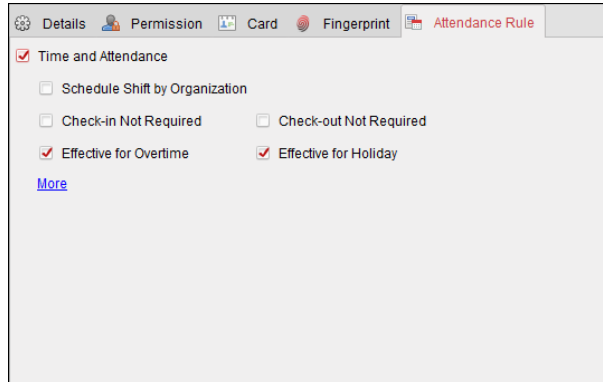 Details Permission Card Fingerprint Attendance Rule
Time and Attendance
Schedule Shift by Organization
Check-in Not Required Check-out Not Required
Effective for Overtime Effective for Holiday
More